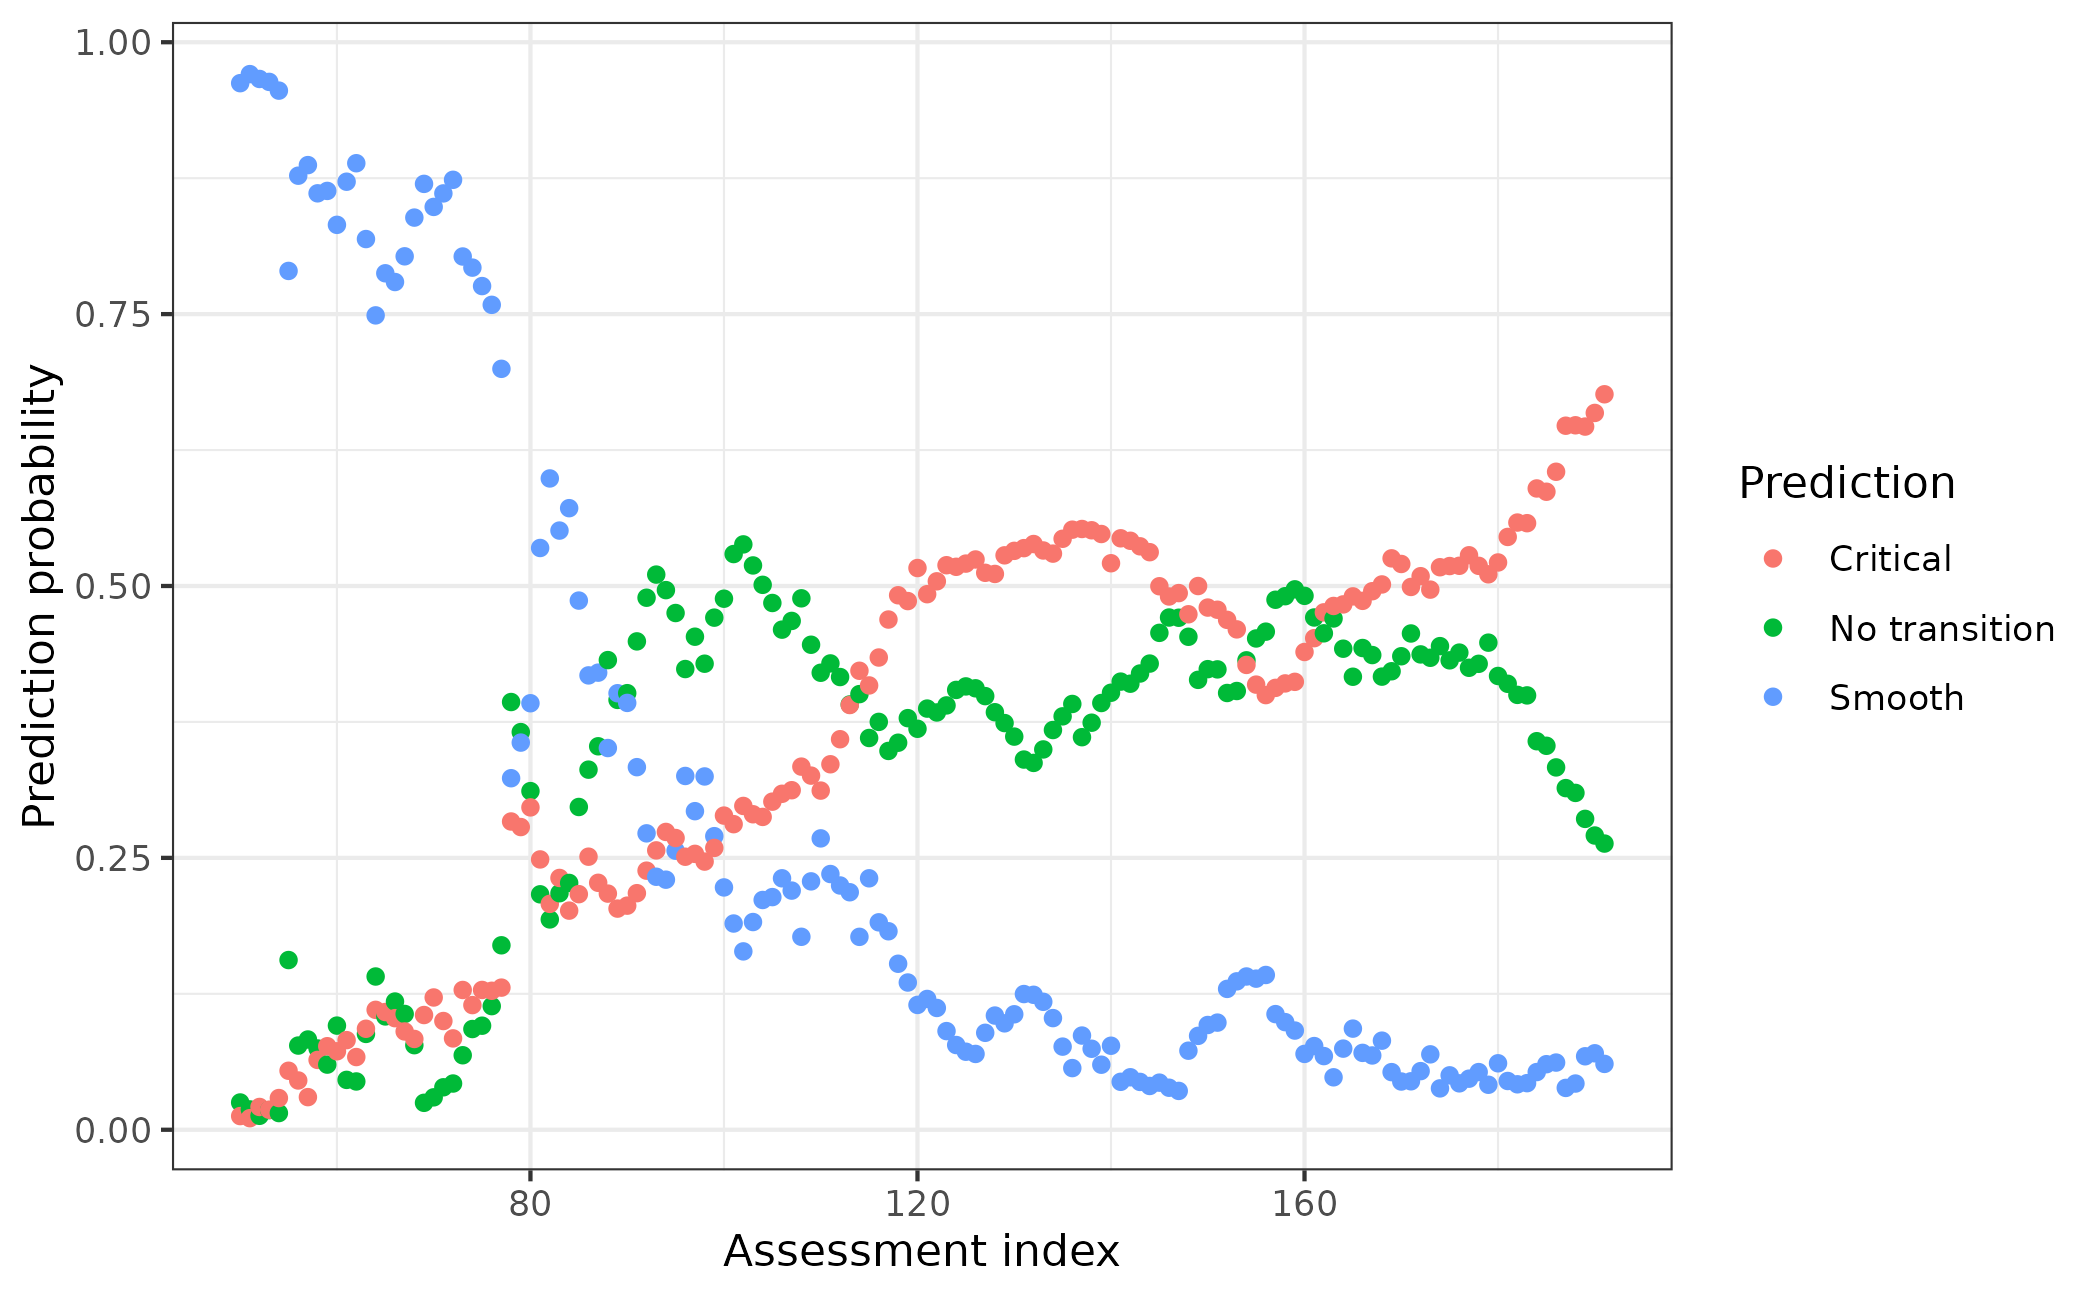 1.00
0.75
0.50
0.25
0.00
Prediction probability
80
120
160
Assessment index
Prediction
Critical
No transition
Smooth